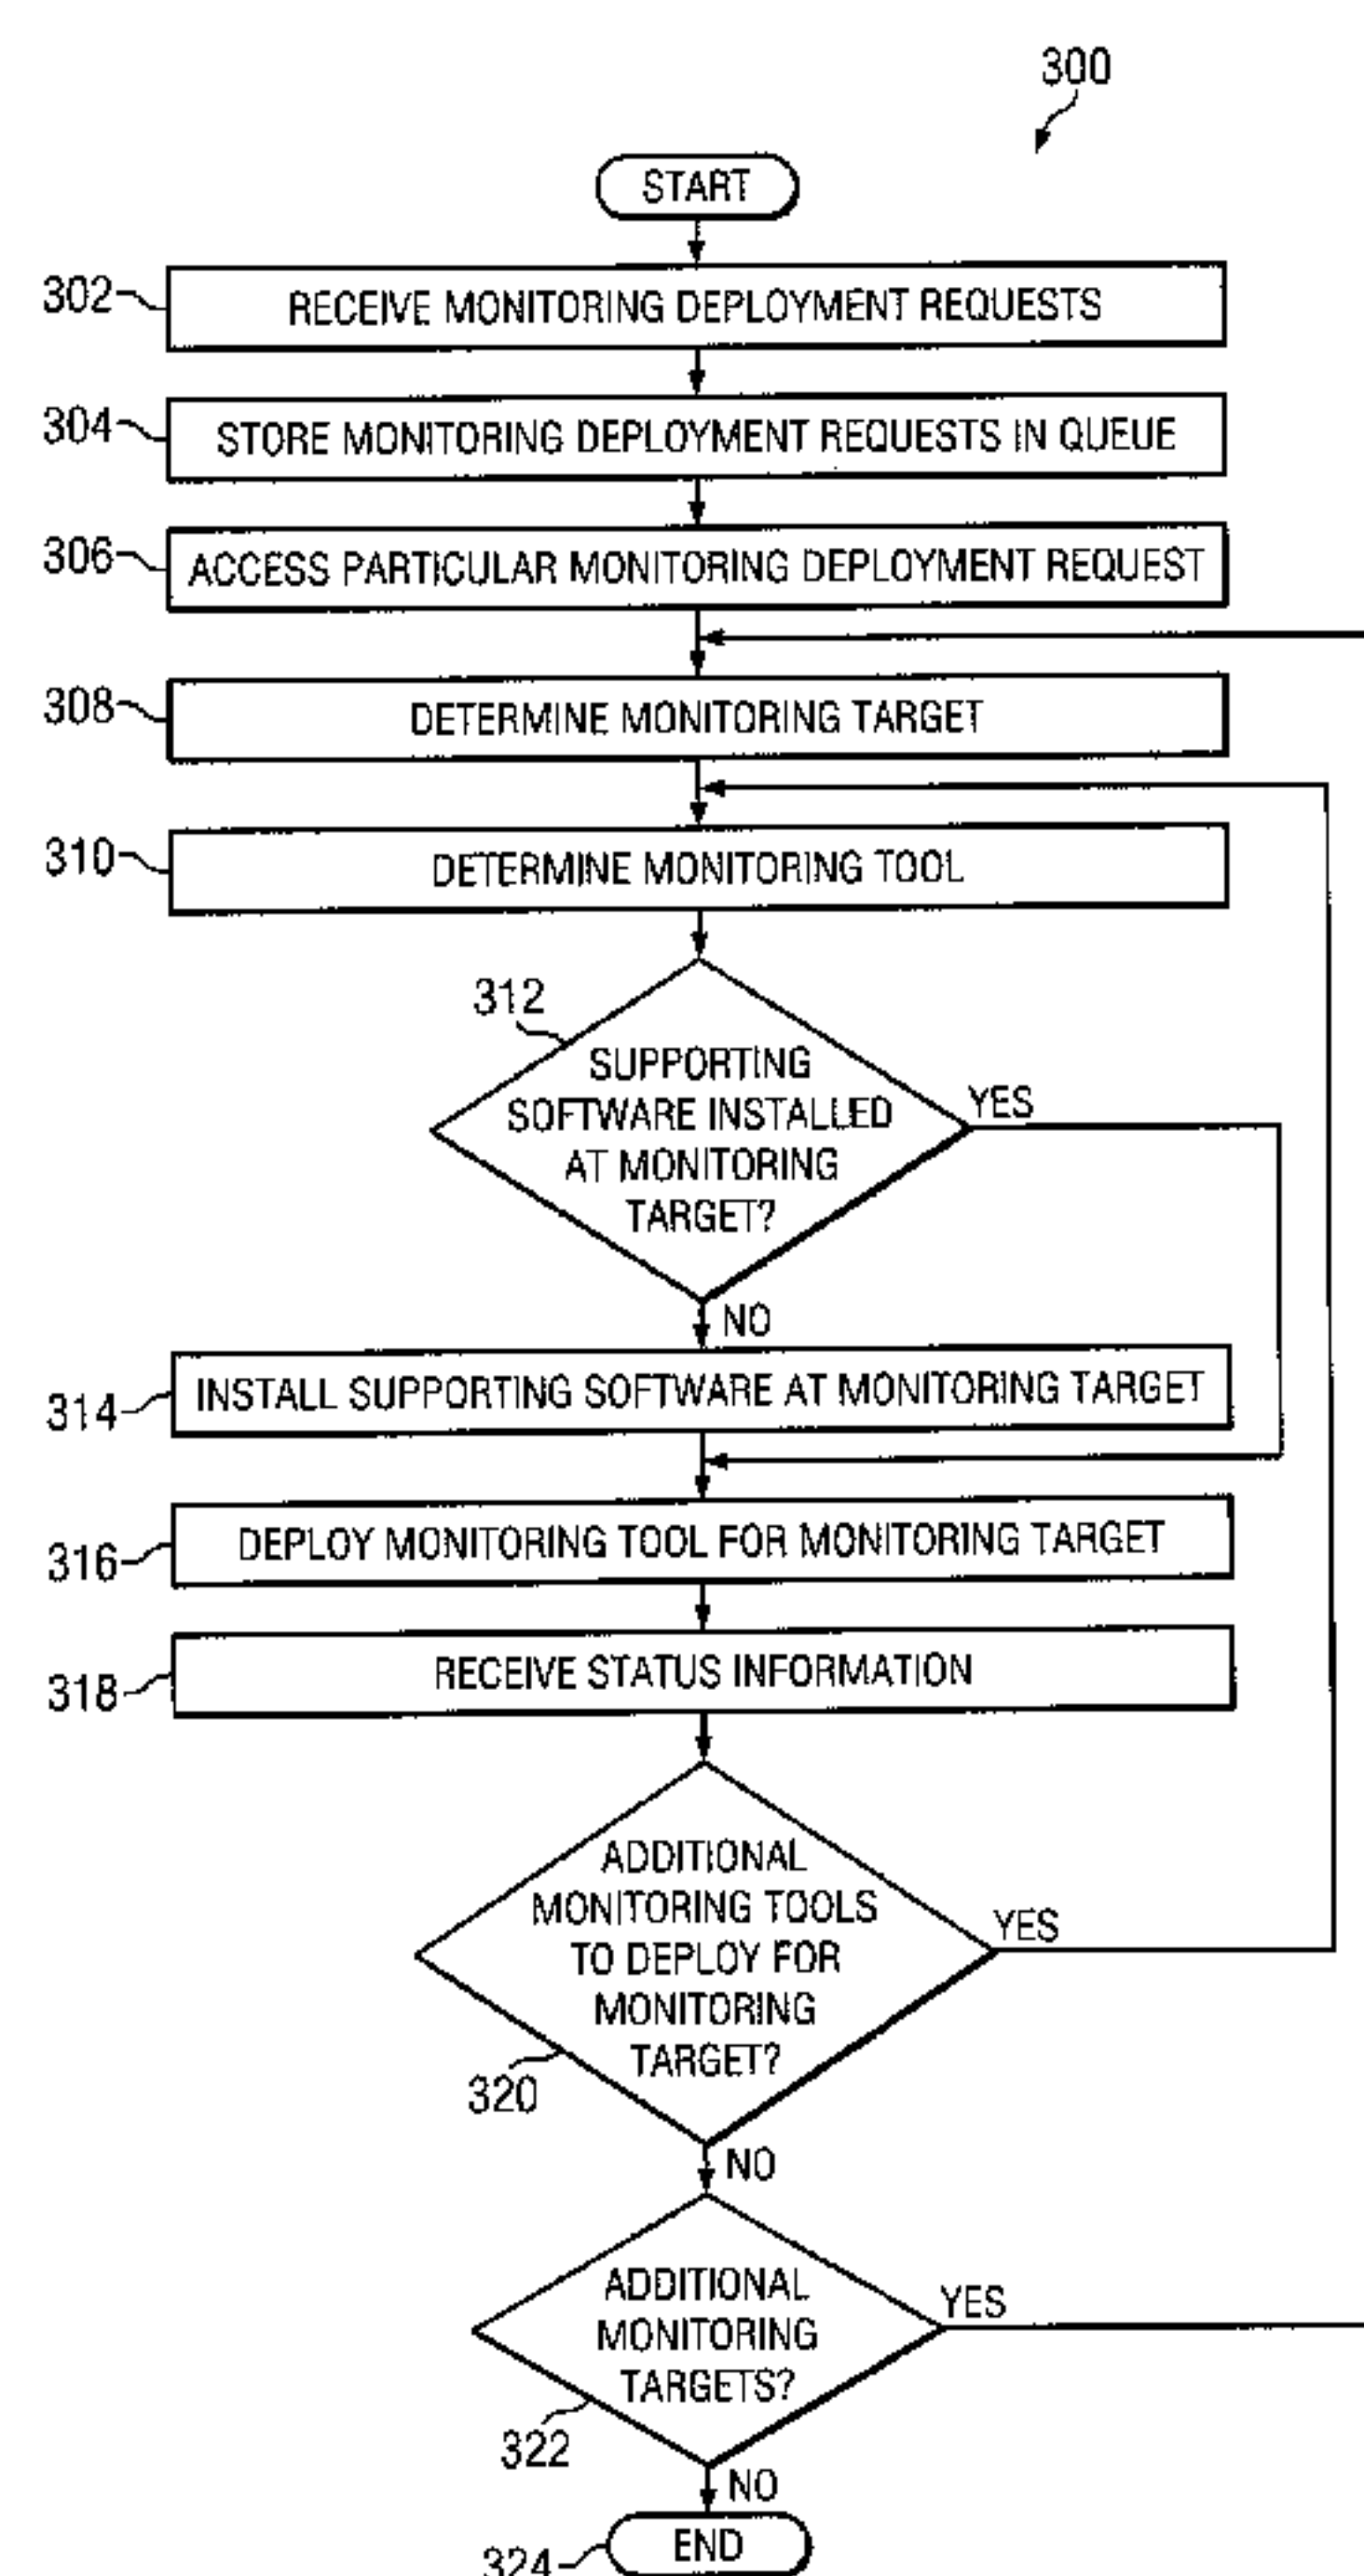 300
START
302
RECEIVE MONITORING DEPLOYMENT REQUESTS
304
STORE MONITORING DEPLOYMENT REQUESTS IN QUEUE
306
ACCESS PARTICULAR MONITORING DEPLOYMENT REQUEST
308
DETERMINE MONITORING TARGET
310
DETERMINE MONITORING TOOL
312
SUPPORTING
SOFTWARE INSTALLED
AT MONITORING
TARGET?
YES
NO
314
INSTALL SUPPORTING SOFTWARE AT MONITORING TARGET
316
DEPLOY MONITORING TOOL FOR MONITORING TARGET
318
RECEIVE STATUS INFORMATION
ADDITIONAL
MONITORING TOOLS
TO DEPLOY FOR
MONITORING
TARGET?
YES
320
NO
ADDITIONAL
MONITORING
TARGETS?
YES
322
NO
END
324